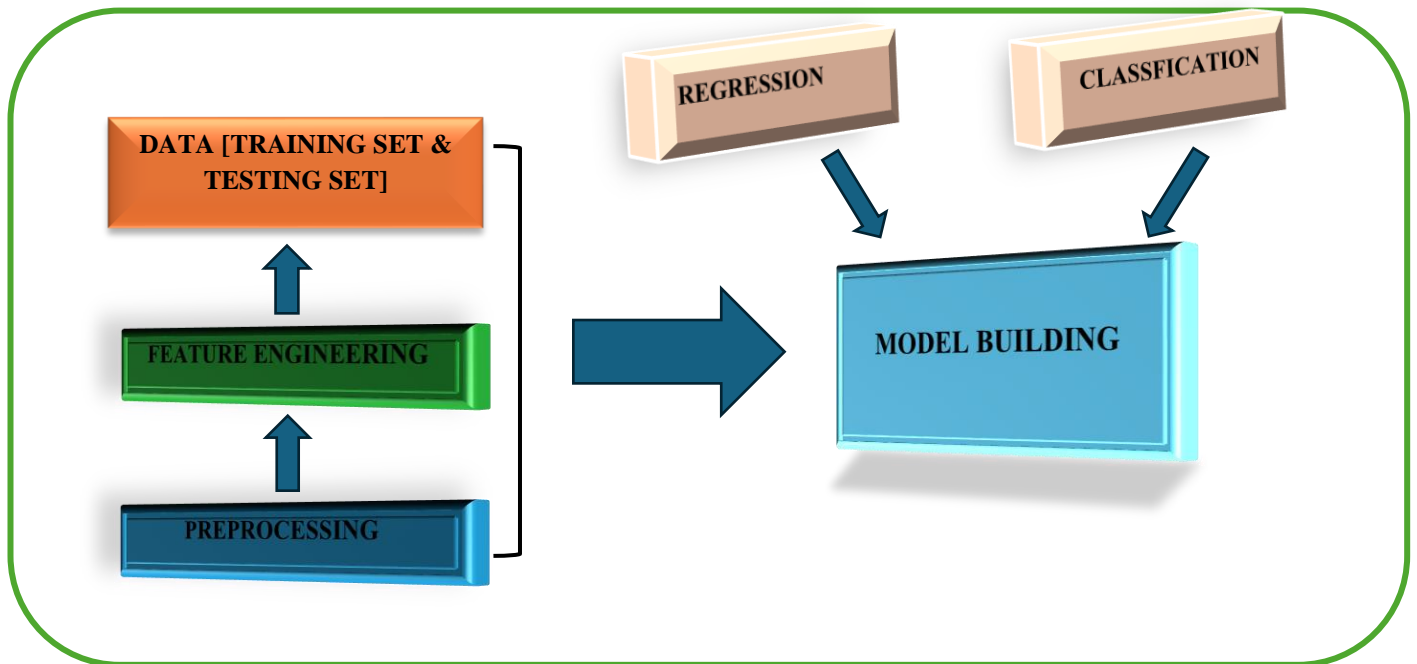 REGRESSION
CLASSFICATION
DATA [TRAINING SET &
TESTING SET]
FEATURE ENGINEERING
MODEL BUILDING
PREPROCESSING